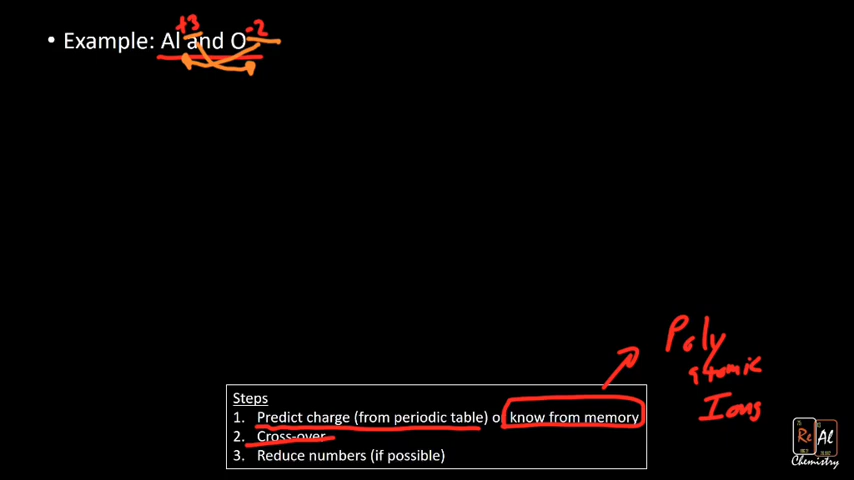 +3 -2
• Example: Al and O
Poly
atomic
Ions
Steps
1. Predict charge (from periodic table) or know from memory
2. Cross-over
3. Reduce numbers (if possible)
Re Al
Chemistry